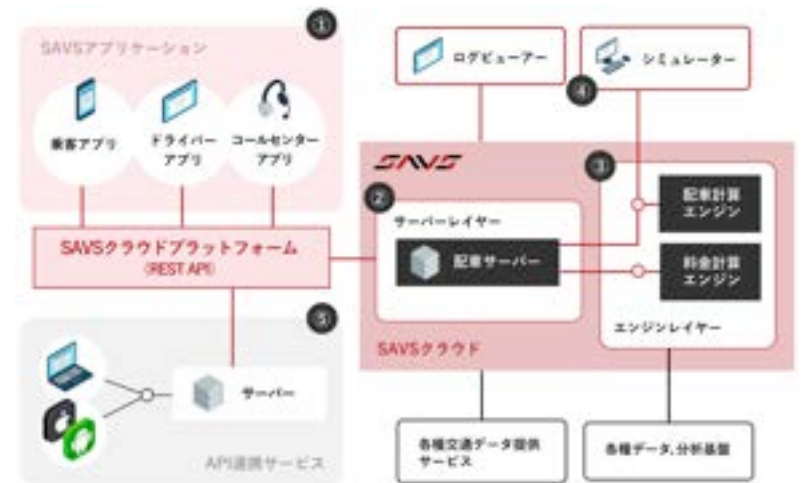 ①
SAVSアプリケーション
乗客アプリ
ドライバー
アプリ
コールセンター
アプリ
SAVSクラウドプラットフォーム
(REST API)
⑤
サーバー
API連携サービス
ログビューアー
シミュレーター
④
SAVS
②
サーバーレイヤー
配車サーバー
③
配車計算
エンジン
料金計算
エンジン
エンジンレイヤー
SAVSクラウド
各種交通データ提供
サービス
各種データ,分析基盤